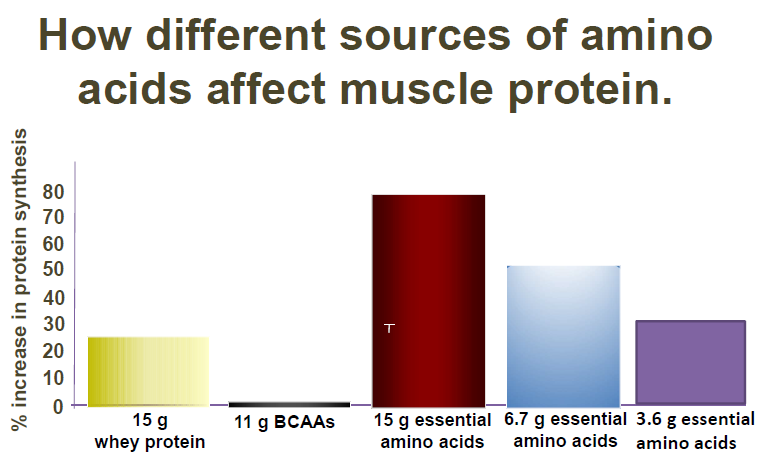 How different sources of amino
acids affect muscle protein.
% increase in protein synthesis
80
70
60
50
40
30
20
10
0
T
15 g
whey protein
11 g BCAAs
15 g essential
amino acids
6.7 g essential
amino acids
3.6 g essential
amino acids